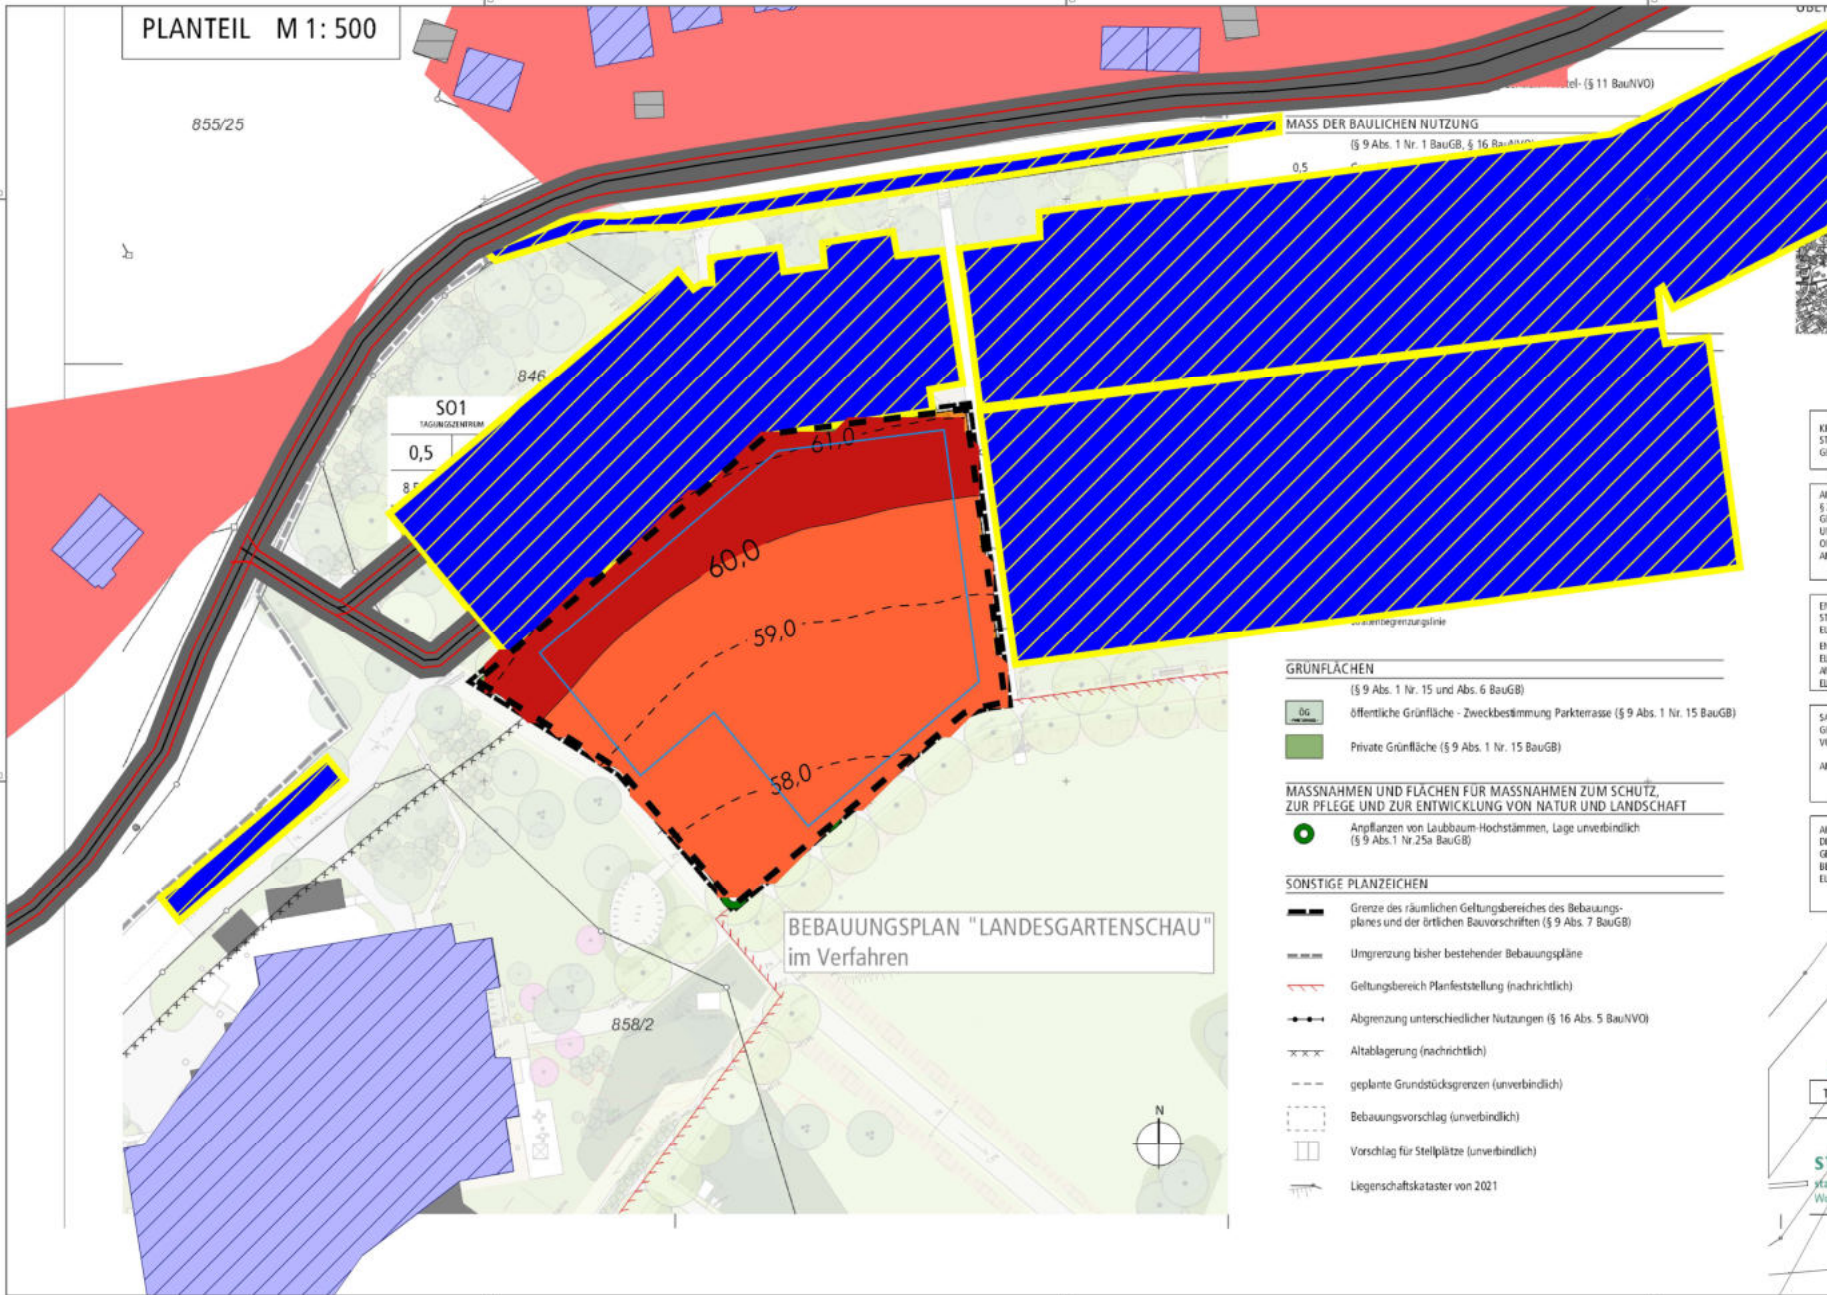 PLANTEIL M 1: 500
855/25
846
SO1
TAGUNGSZENTRUM
0,5
61,0
60,0
59,0
58,0
BEBAUUNGSPLAN "LANDESGARTENSCHAU"
im Verfahren
858/2
N
(§ 11 BauNVO)
MASS DER BAULICHEN NUTZUNG
(§ 9 Abs. 1 Nr. 1 BauGB, § 16
0,5
GRÜNFLÄCHEN
(§ 9 Abs. 1 Nr. 15 und Abs. 6 BauGB)
ÖG
öffentliche Grünfläche - Zweckbestimmung Parkterrasse (§ 9 Abs. 1 Nr. 15 BauGB)
Private Grünfläche (§ 9 Abs. 1 Nr. 15 BauGB)
MASSNAHMEN UND FLÄCHEN FÜR MASSNAHMEN ZUM SCHUTZ,
ZUR PFLEGE UND ZUR ENTWICKLUNG VON NATUR UND LANDSCHAFT
Anpflanzen von Laubbaum-Hochstämmen, Lage unverbindlich
(§ 9 Abs.1 Nr.25a BauGB)
SONSTIGE PLANZEICHEN
Grenze des räumlichen Geltungsbereiches des Bebauungs-
planes und der örtlichen Bauvorschriften (§ 9 Abs. 7 BauGB)
Umgrenzung bisher bestehender Bebauungspläne
Geltungsbereich Planfeststellung (nachrichtlich)
Abgrenzung unterschiedlicher Nutzungen (§ 16 Abs. 5 BauNVO)
Altablagerung (nachrichtlich)
geplante Grundstücksgrenzen (unverbindlich)
Bebauungsvorschlag (unverbindlich)
Vorschlag für Stellplätze (unverbindlich)
Liegenschaftskataster von 2021